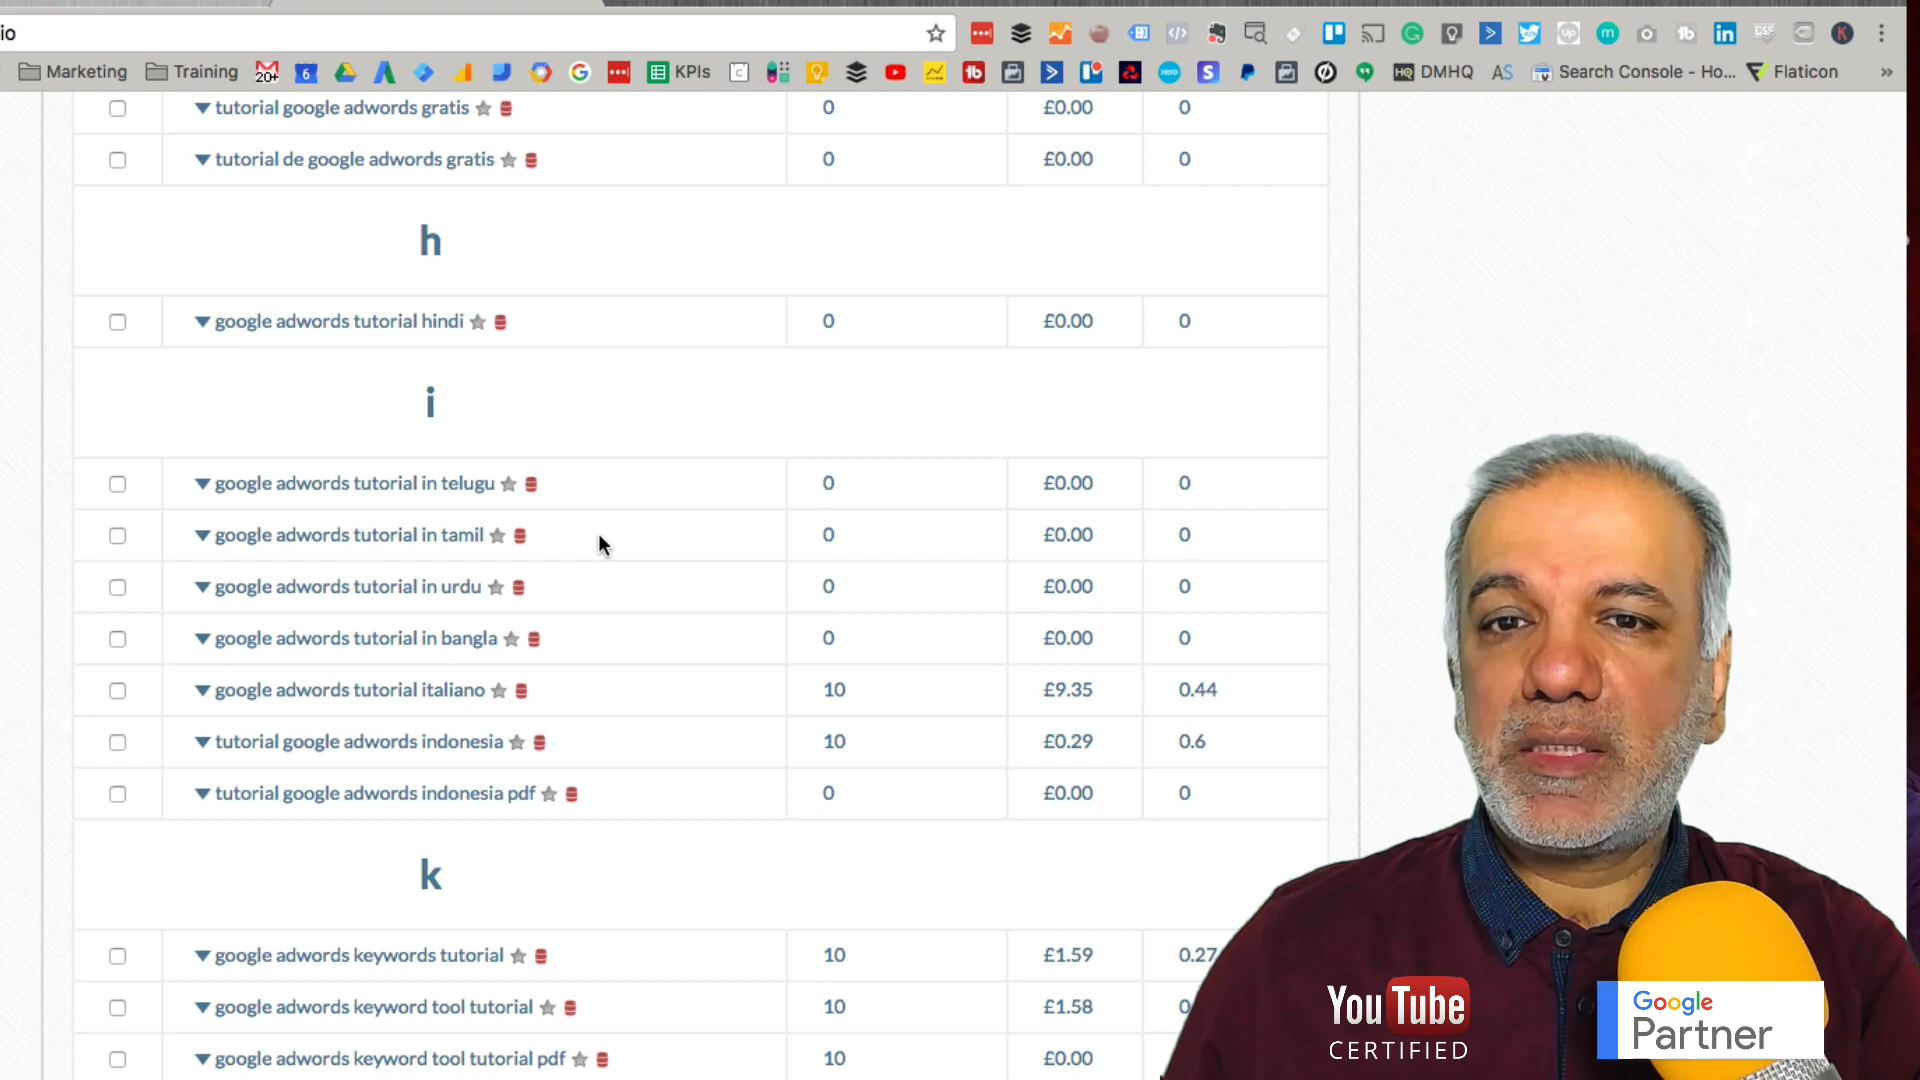 io
Marketing
Training
20+
6
KPIs
DMHQ
Search Console - Ho...
Flaticon
tutorial google adwords gratis 0 £0.00 0
tutorial de google adwords gratis 0 £0.00 0
h
google adwords tutorial hindi 0 £0.00 0
i
google adwords tutorial in telugu 0 £0.00 0
google adwords tutorial in tamil 0 £0.00 0
google adwords tutorial in urdu 0 £0.00 0
google adwords tutorial in bangla 0 £0.00 0
google adwords tutorial italiano 10 £9.35 0.44
tutorial google adwords indonesia 10 £0.29 0.6
tutorial google adwords indonesia pdf 0 £0.00 0
k
google adwords keywords tutorial 10 £1.59 0.27
google adwords keyword tool tutorial 10 £1.58 0
google adwords keyword tool tutorial pdf 10 £0.00
YouTube
CERTIFIED
Google
Partner